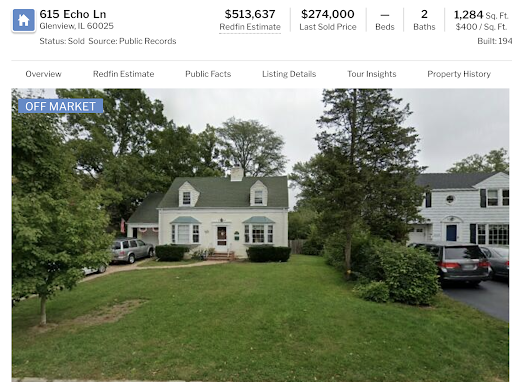 615 Echo Ln
Glenview, IL 60025
Status: Sold Source: Public Records
$513,637
Redfin Estimate
$274,000
Last Sold Price
—
Beds
2
Baths
1,284 Sq. Ft.
$400 / Sq. Ft.
Built: 194
Overview
Redfin Estimate
Public Facts
Listing Details
Tour Insights
Property History
OFF MARKET